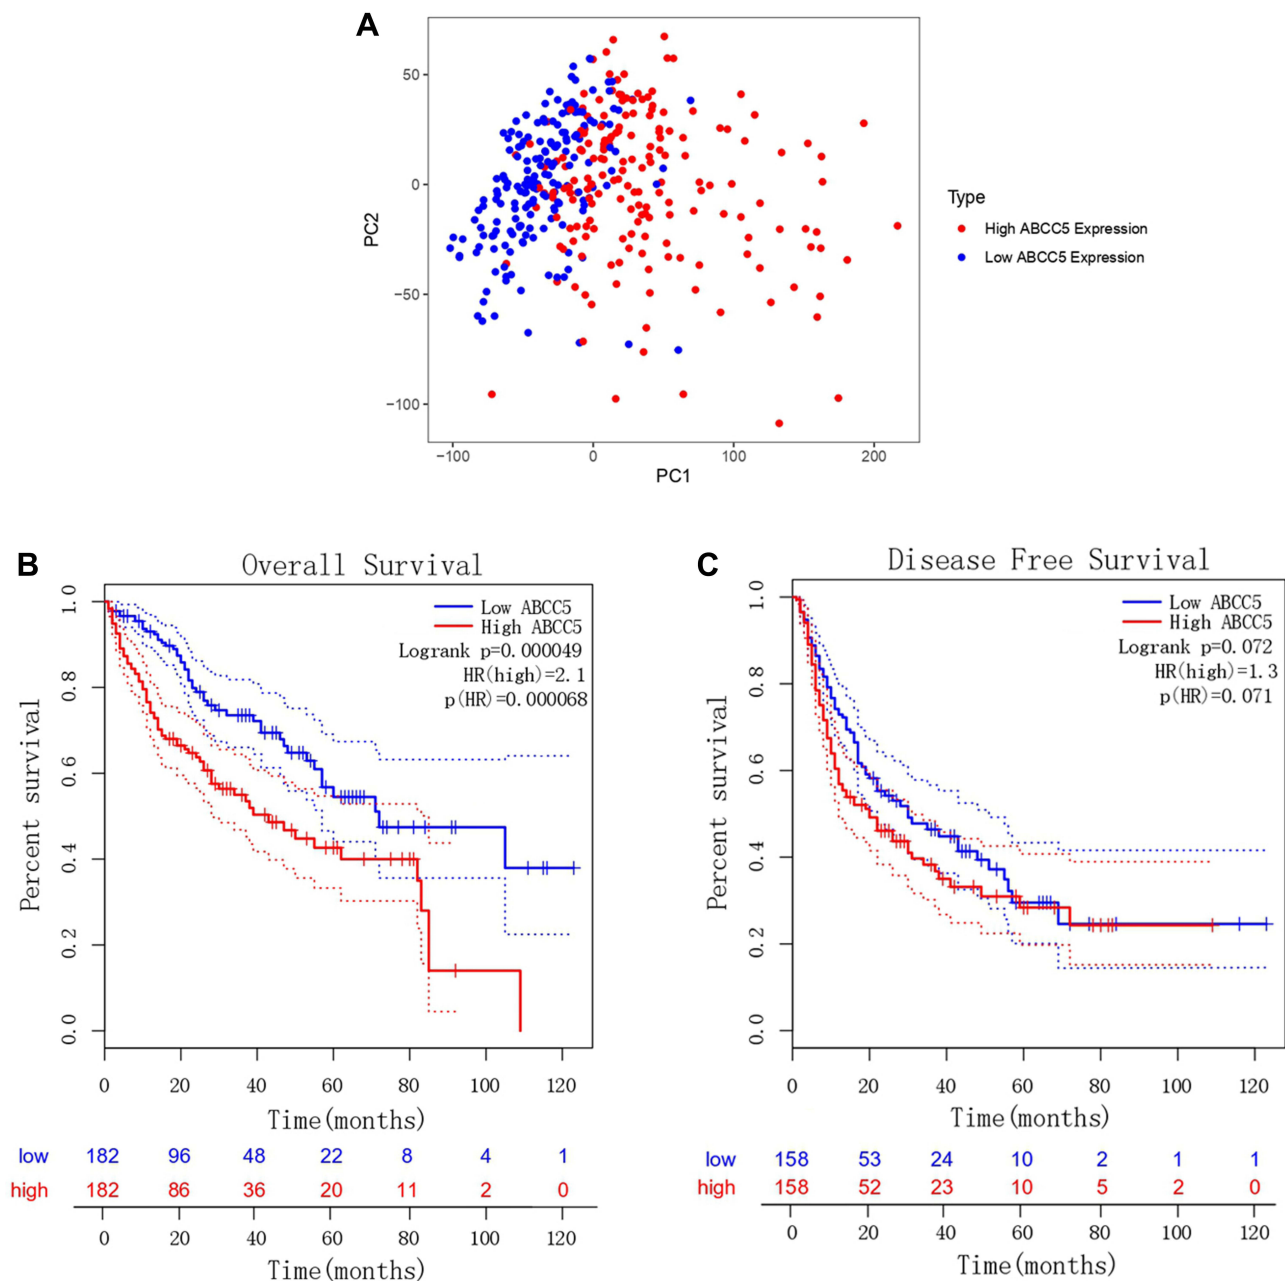 A
50
0
−50
−100
PC2
−100 0 100 200
PC1
Type
High ABCC5 Expression
Low ABCC5 Expression
B
Overall Survival
Low ABCC5
High ABCC5
Logrank p=0.000049
HR(high)=2.1
p(HR)=0.000068
Percent survival
1.0
0.8
0.6
0.4
0.2
0.0
0 20 40 60 80 100 120
Time(months)
low 182 96 48 22 8 4 1
high 182 86 36 20 11 2 0
0 20 40 60 80 100 120
Time(months)
C
Disease Free Survival
Low ABCC5
High ABCC5
Logrank p=0.072
HR(high)=1.3
p(HR)=0.071
Percent survival
1.0
0.8
0.6
0.4
0.2
0.0
0 20 40 60 80 100 120
Time(months)
low 158 53 24 10 2 1 1
high 158 52 23 10 5 2 0
0 20 40 60 80 100 120
Time(months)